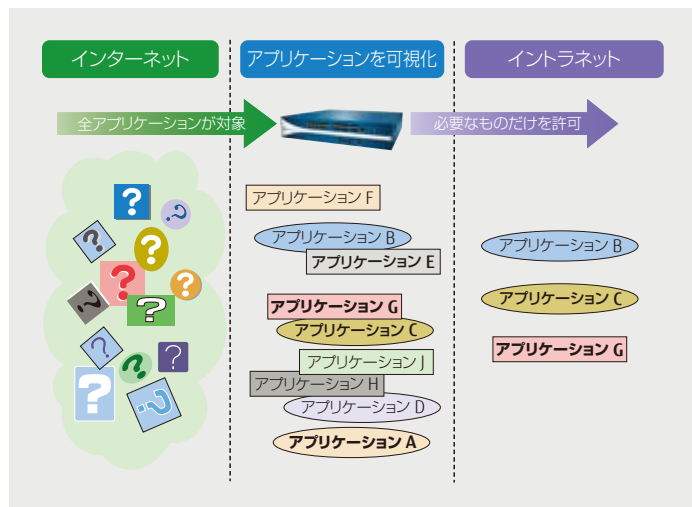 インターネット
アプリケーションを可視化
イントラネット
全アプリケーションが対象
必要なものだけを許可
?
?
?
?
?
?
?
?
?
?
?
?
?
アプリケーション F
アプリケーション B
アプリケーション E
アプリケーション G
アプリケーション C
アプリケーション J
アプリケーション H
アプリケーション D
アプリケーション A
アプリケーション B
アプリケーション C
アプリケーション G